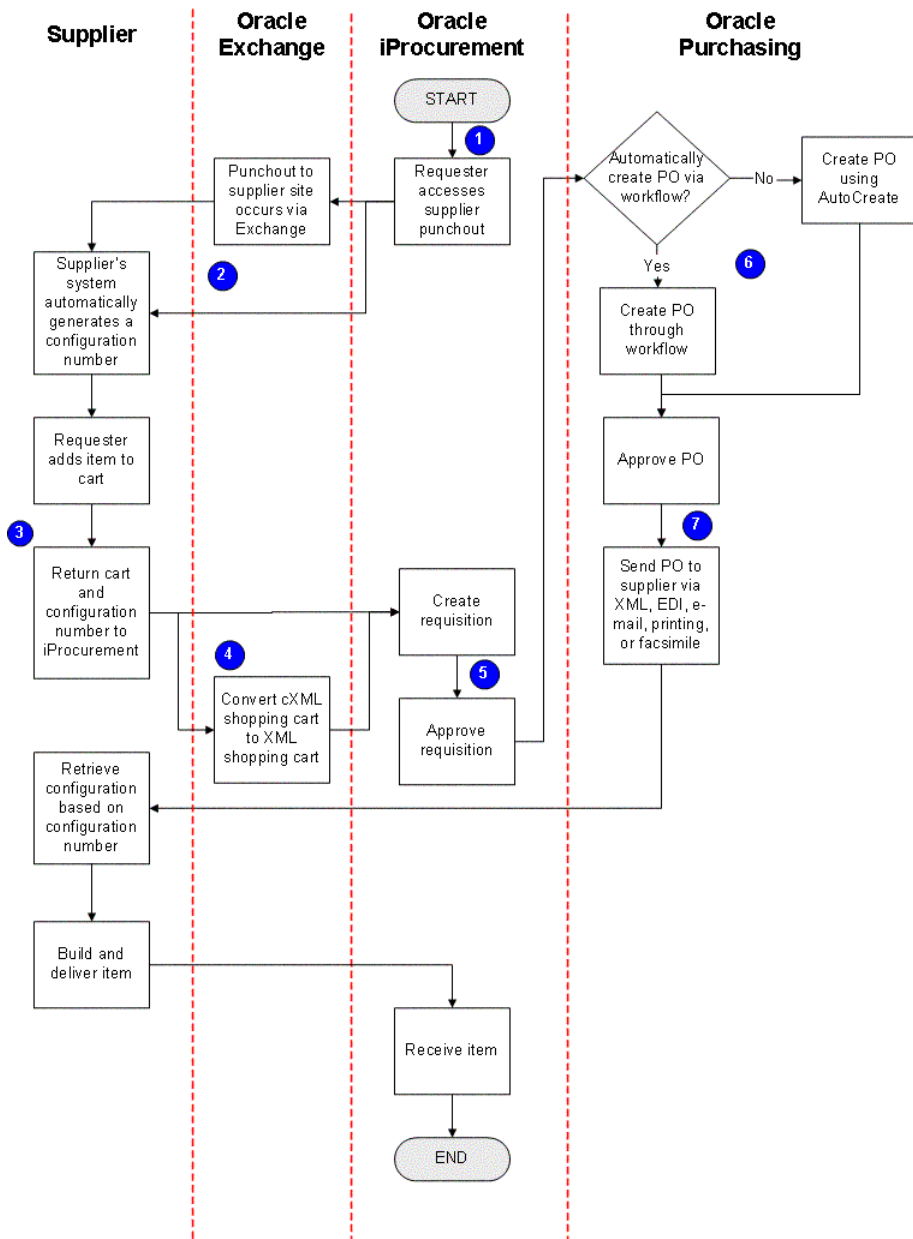 Supplier
Oracle
Exchange
Oracle
iProcurement
Oracle
Purchasing
START
1
Punchout to
supplier site
occurs via
Exchange
Requester
accesses
supplier
punchout
Automatically
create PO via
workflow?
No
Create PO
using
AutoCreate
2
Supplier's
system
automatically
generates a
configuration
number
Yes
6
Create PO
through
workflow
Requester
adds item to
cart
Approve PO
3
7
Return cart
and
configuration
number to
iProcurement
Create
requisition
Send PO to
supplier via
XML, EDI, e-
mail, printing,
or facsimile
4
5
Convert cXML
shopping cart
to XML
shopping cart
Approve
requisition
Retrieve
configuration
based on
configuration
number
Build and
deliver item
Receive item
END